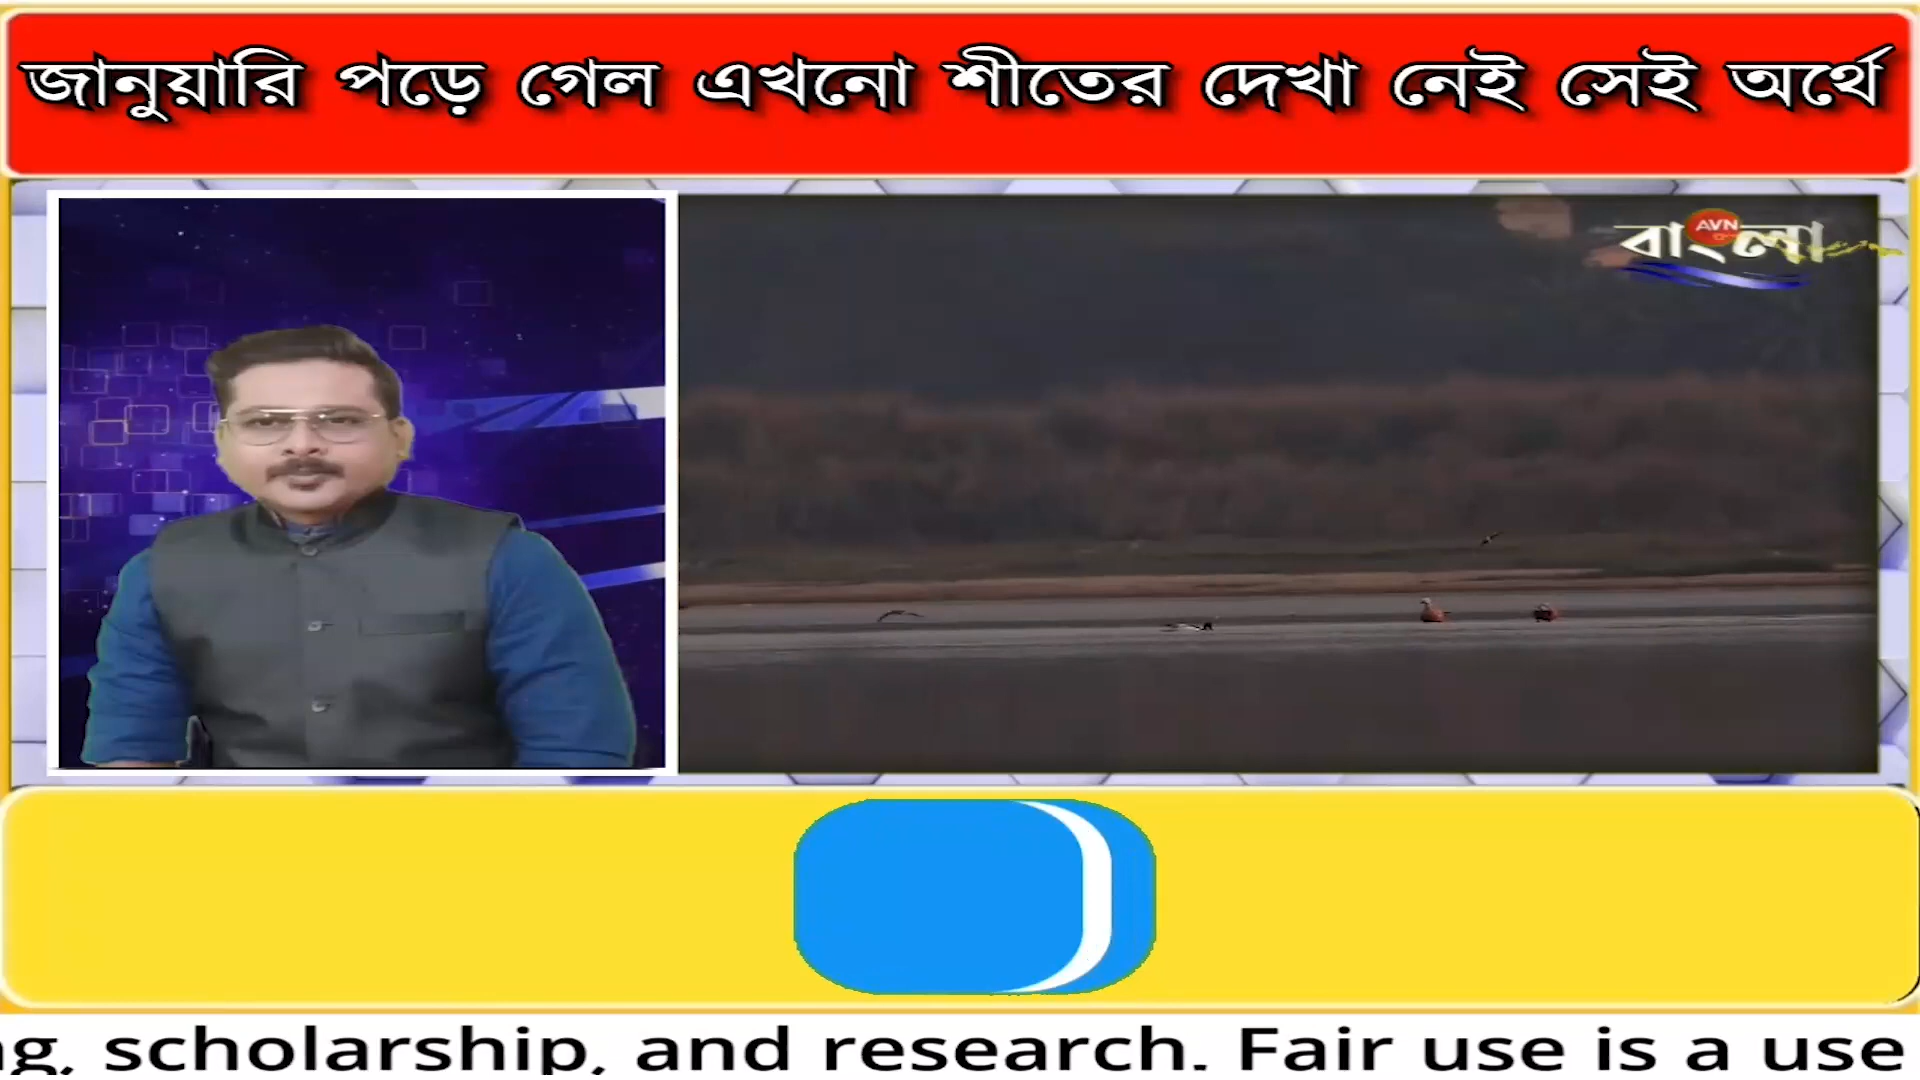 জানুয়ারি পড়ে গেল এখনো শীতের দেখা নেই সেই অর্থে
AVN
বাংলা
g, scholarship, and research. Fair use is a use